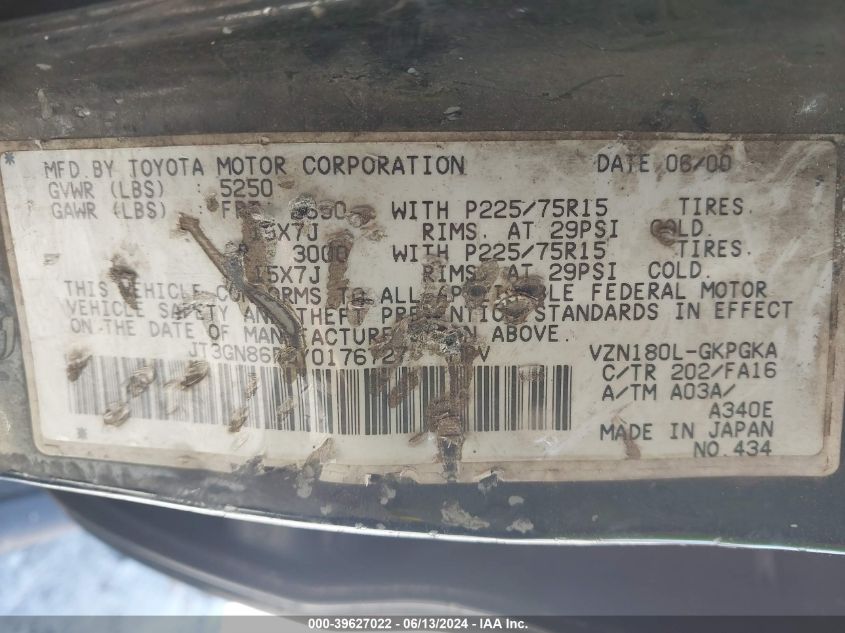 MFD. BY TOYOTA MOTOR CORPORATION DATE 06/00
GVWR (LBS) 5250
GAWR (LBS) WITH P225/75R15 TIRES.
RIMS. AT 29PSI COLD.
3000 WITH P225/75R15 TIRES.
15X7J RIMS. AT 29PSI COLD.
THIS VEHICLE TO ALL FEDERAL MOTOR
VEHICLE SAFETY AND THEFT PREVENTION STANDARDS IN EFFECT
ON THE DATE OF ABOVE.
VZN180L-GKPGKA
C/TR 202/FA16
A/TM A03A/
A340E
MADE IN JAPAN
NO. 434
000-39627022 - 06/13/2024 - IAA Inc.